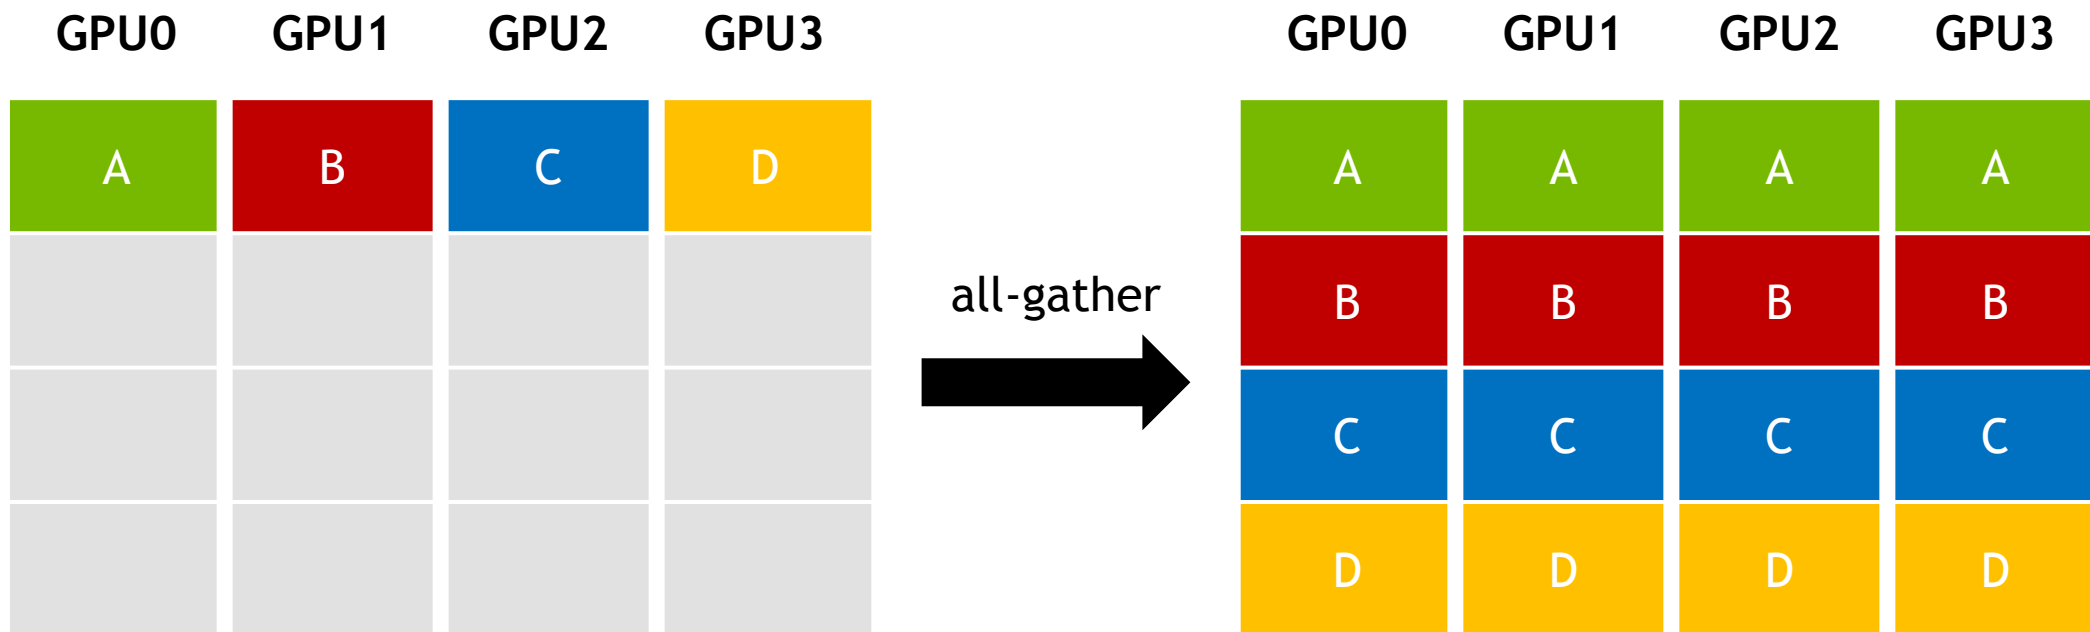 GPU0 GPU1 GPU2 GPU3 GPU0 GPU1 GPU2 GPU3
A B C D A A A A
all-gather
B B B B
C C C C
D D D D